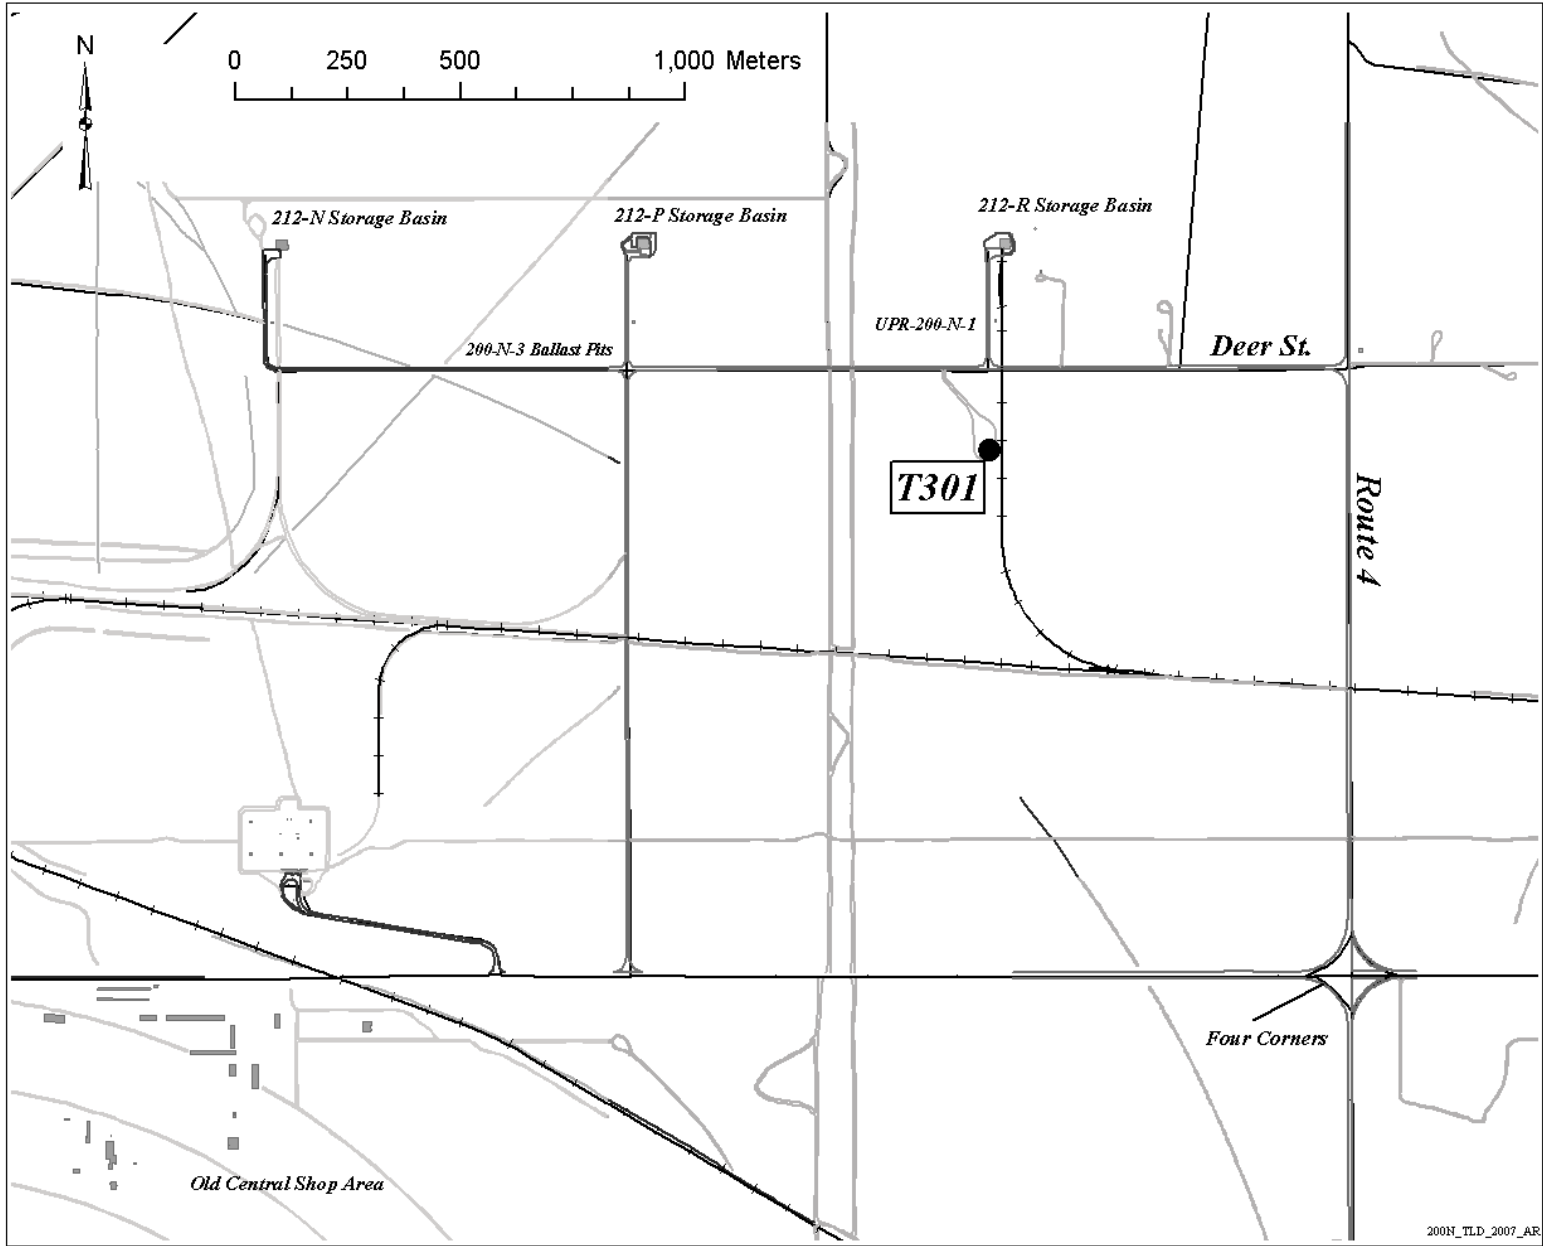 N
0 250 500 1,000 Meters
212-N Storage Basin
212-P Storage Basin
212-R Storage Basin
UPR-200-N-1
200-N-3 Ballast Pits
Deer St.
T301
Route 4
Four Corners
Old Central Shop Area
200N_TLD_2007_AR